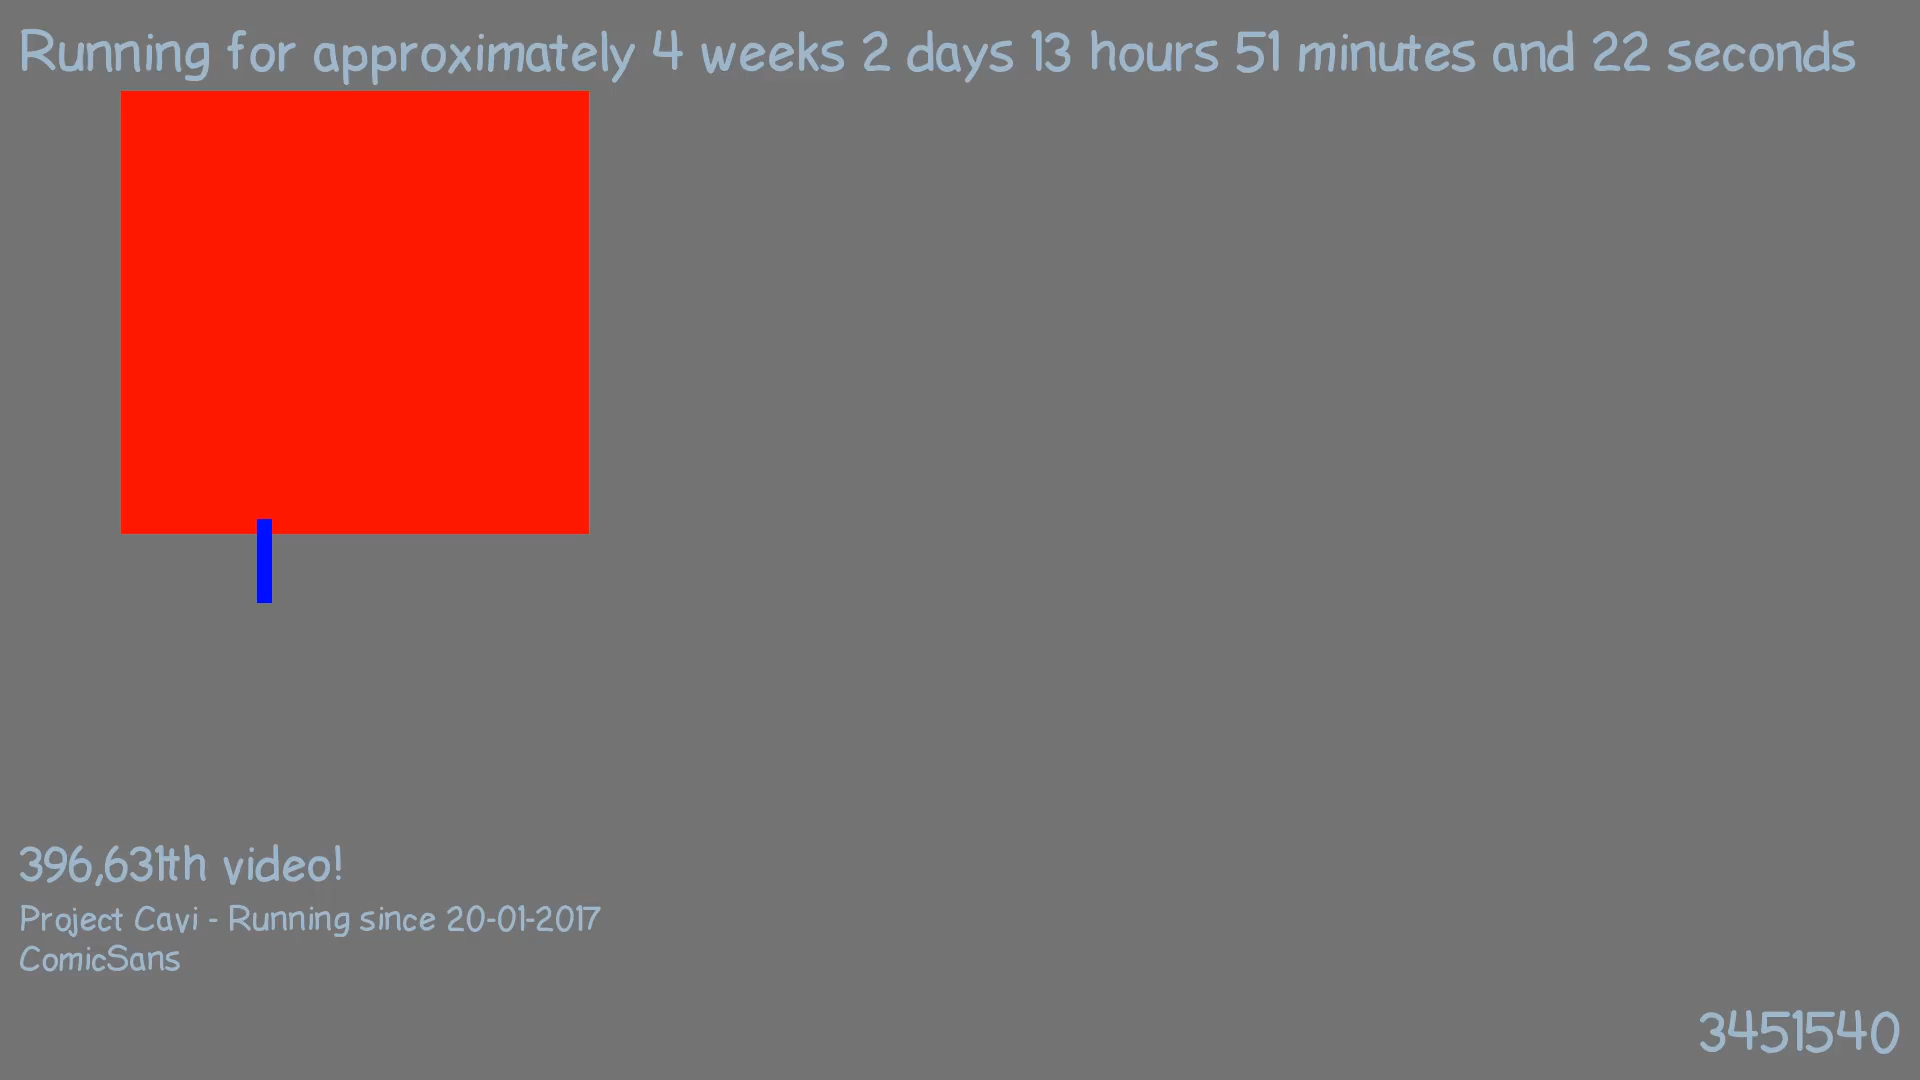 Running for approximately 4 weeks 2 days 13 hours 51 minutes and 22 seconds
396,631th video!
Project Cavi - Running since 20-01-2017
ComicSans
3451540